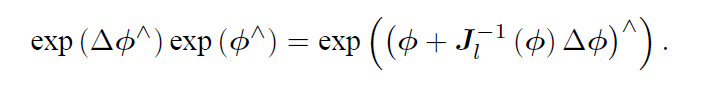 exp (Δϕ^) exp (ϕ^) = exp ((ϕ + J_l^{-1} (ϕ) Δϕ)^) .